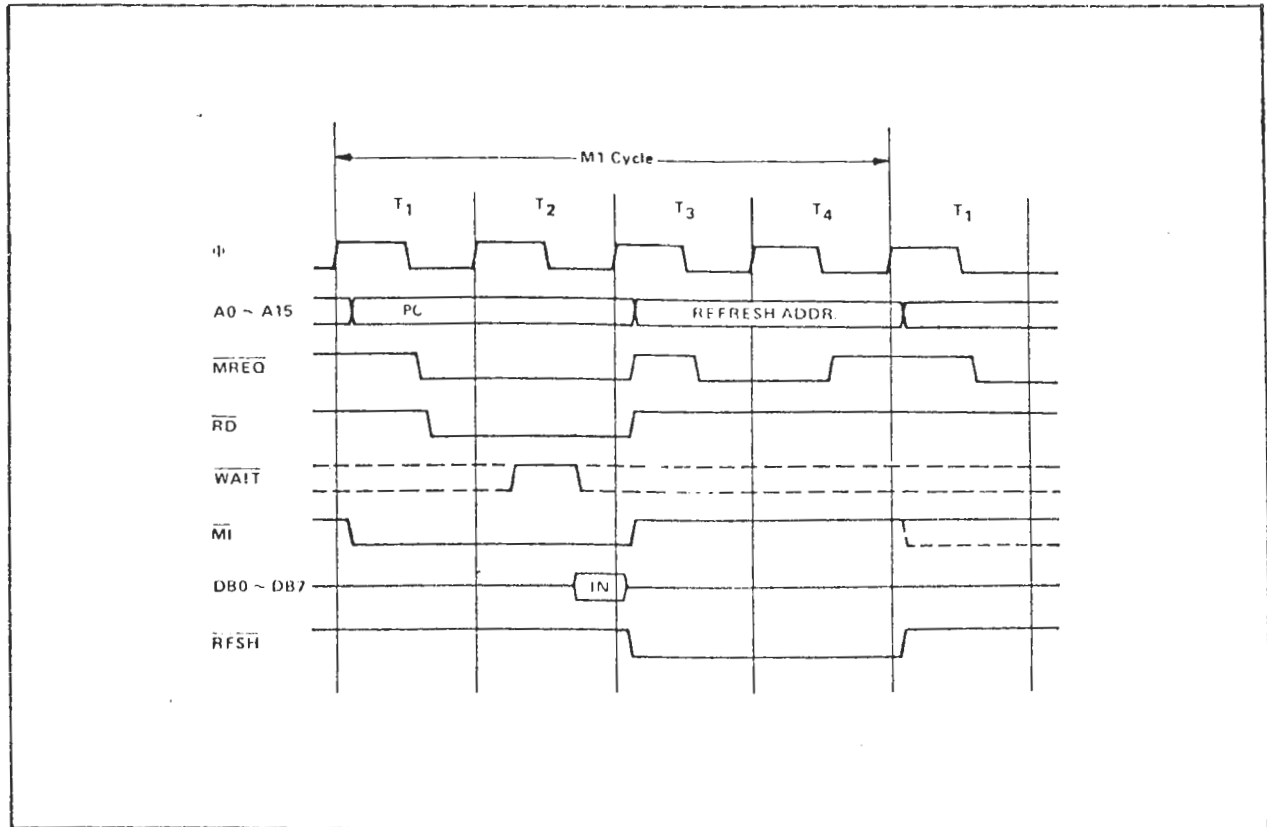 M1 Cycle
T1 T2 T3 T4 T1
Φ
A0 ~ A15 PC REFRESH ADDR.
MREQ
RD
WAIT
MI
DB0 ~ DB7 IN
RFSH